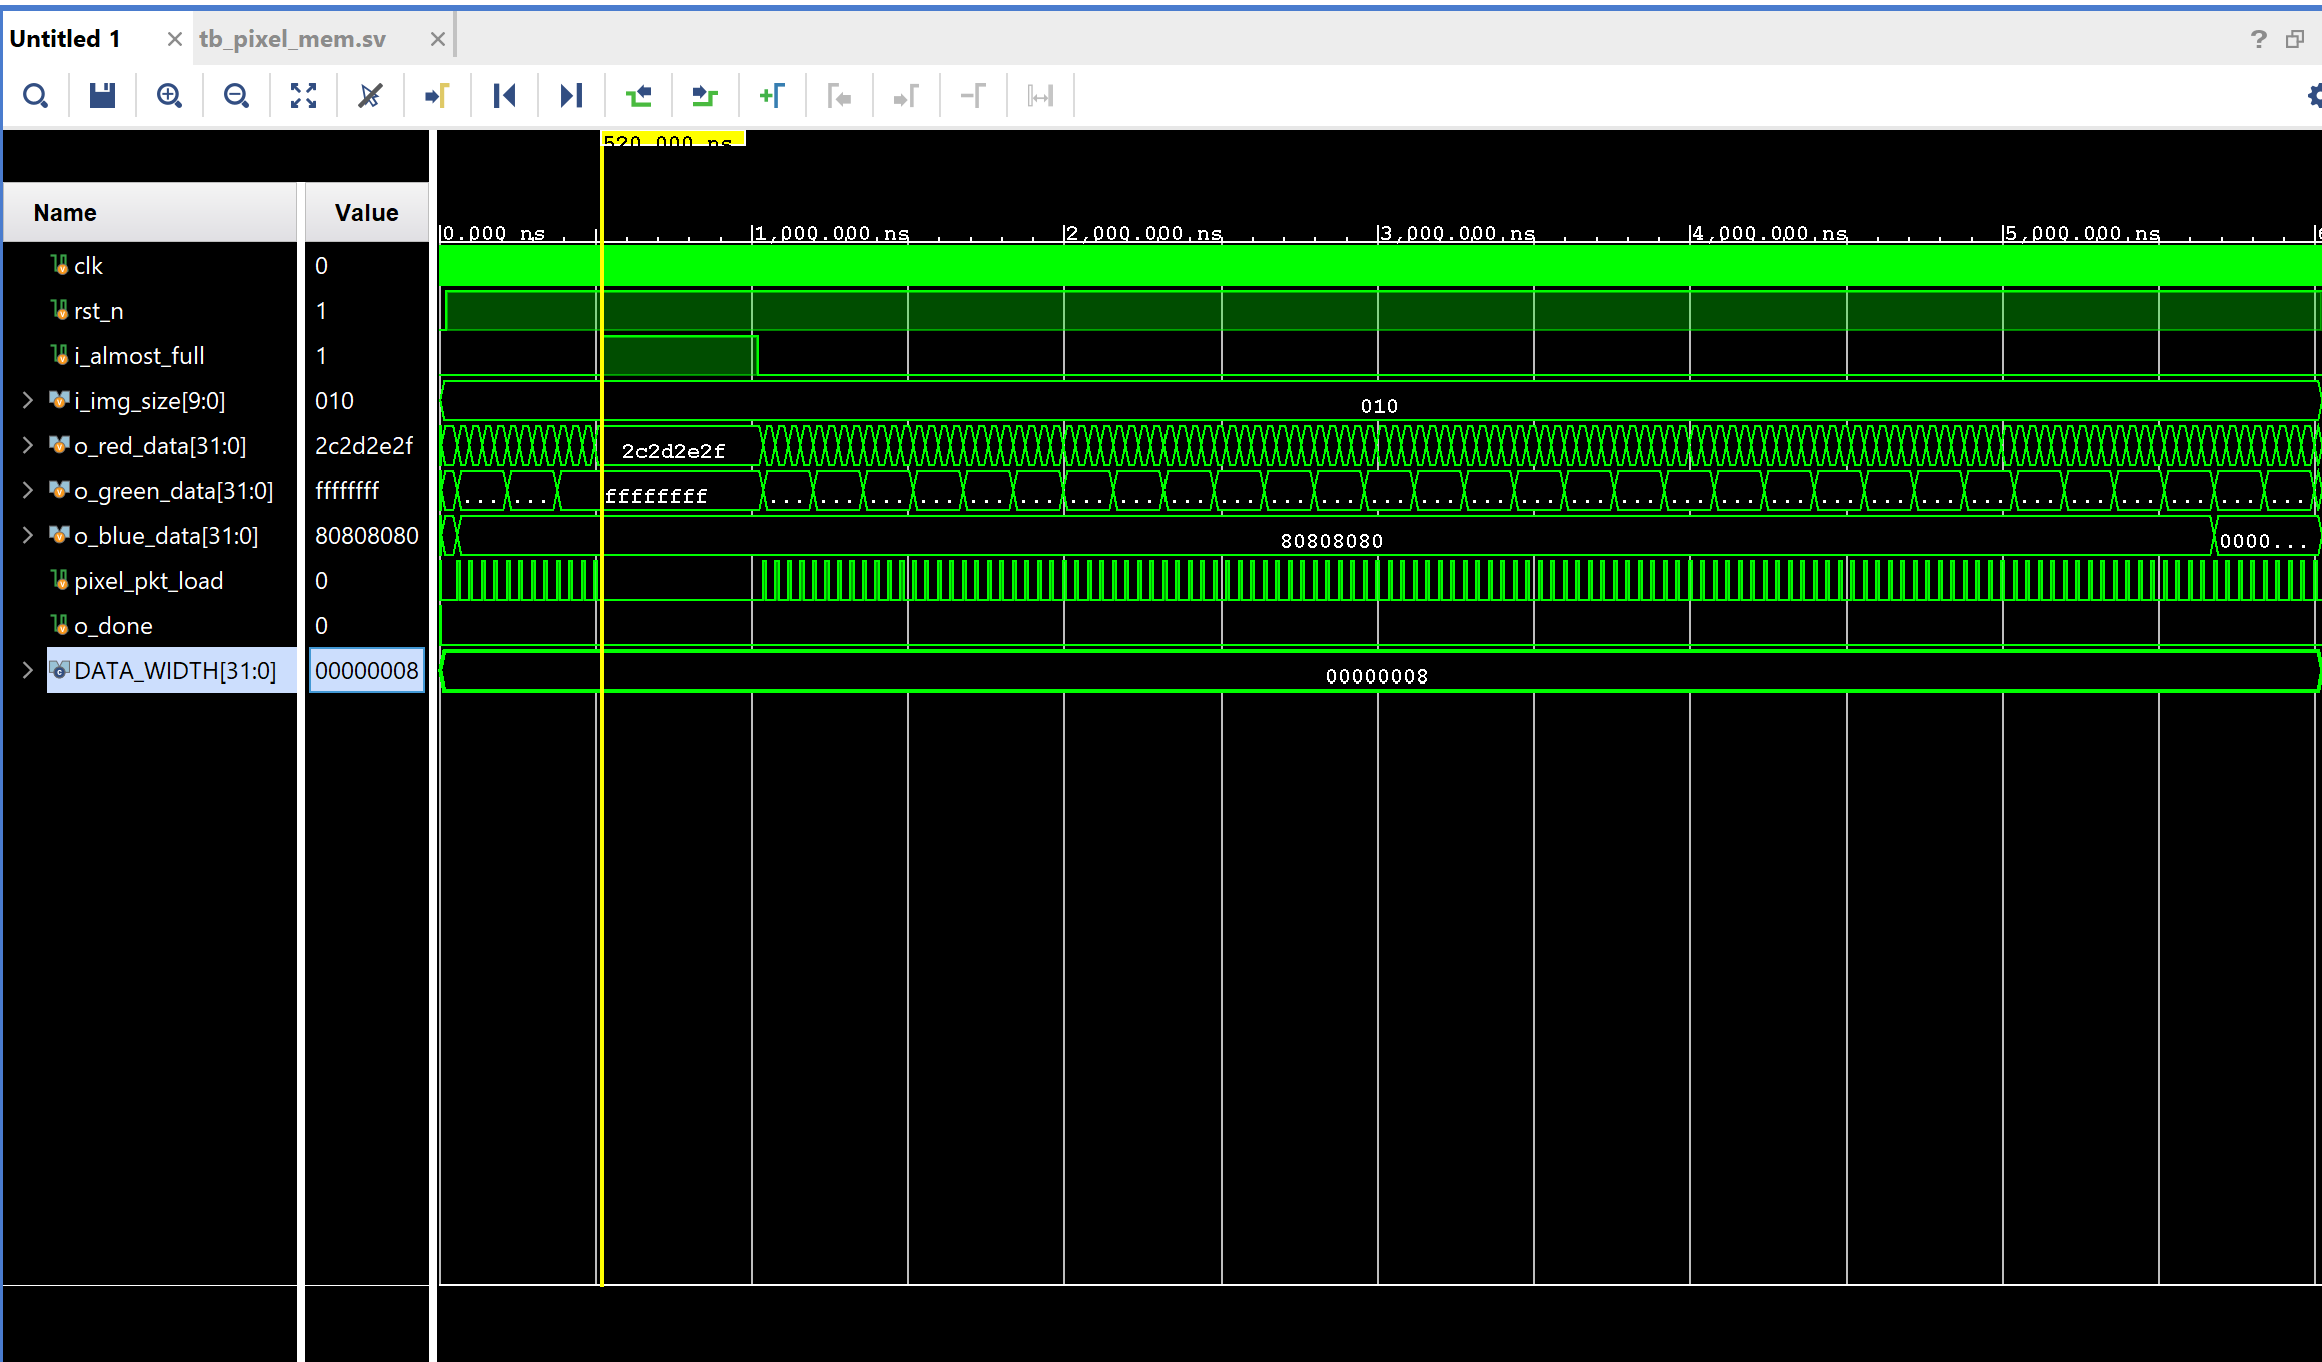 Untitled 1 × tb_pixel_mem.sv × ?
520.000 ns
Name Value
0.000 ns 1,000.000 ns 2,000.000 ns 3,000.000 ns 4,000.000 ns 5,000.000 ns
clk 0
rst_n 1
i_almost_full 1
i_img_size[9:0] 010 010
o_red_data[31:0] 2c2d2e2f 2c2d2e2f
o_green_data[31:0] ffffffff ... ... ffffffff ... ... ... ... ... ... ... ... ... ... ... ... ... ... ... ... ... ... ... ... ... ... ... ... ... ... ...
o_blue_data[31:0] 80808080 80808080 0000...
pixel_pkt_load 0
o_done 0
DATA_WIDTH[31:0] 00000008 00000008